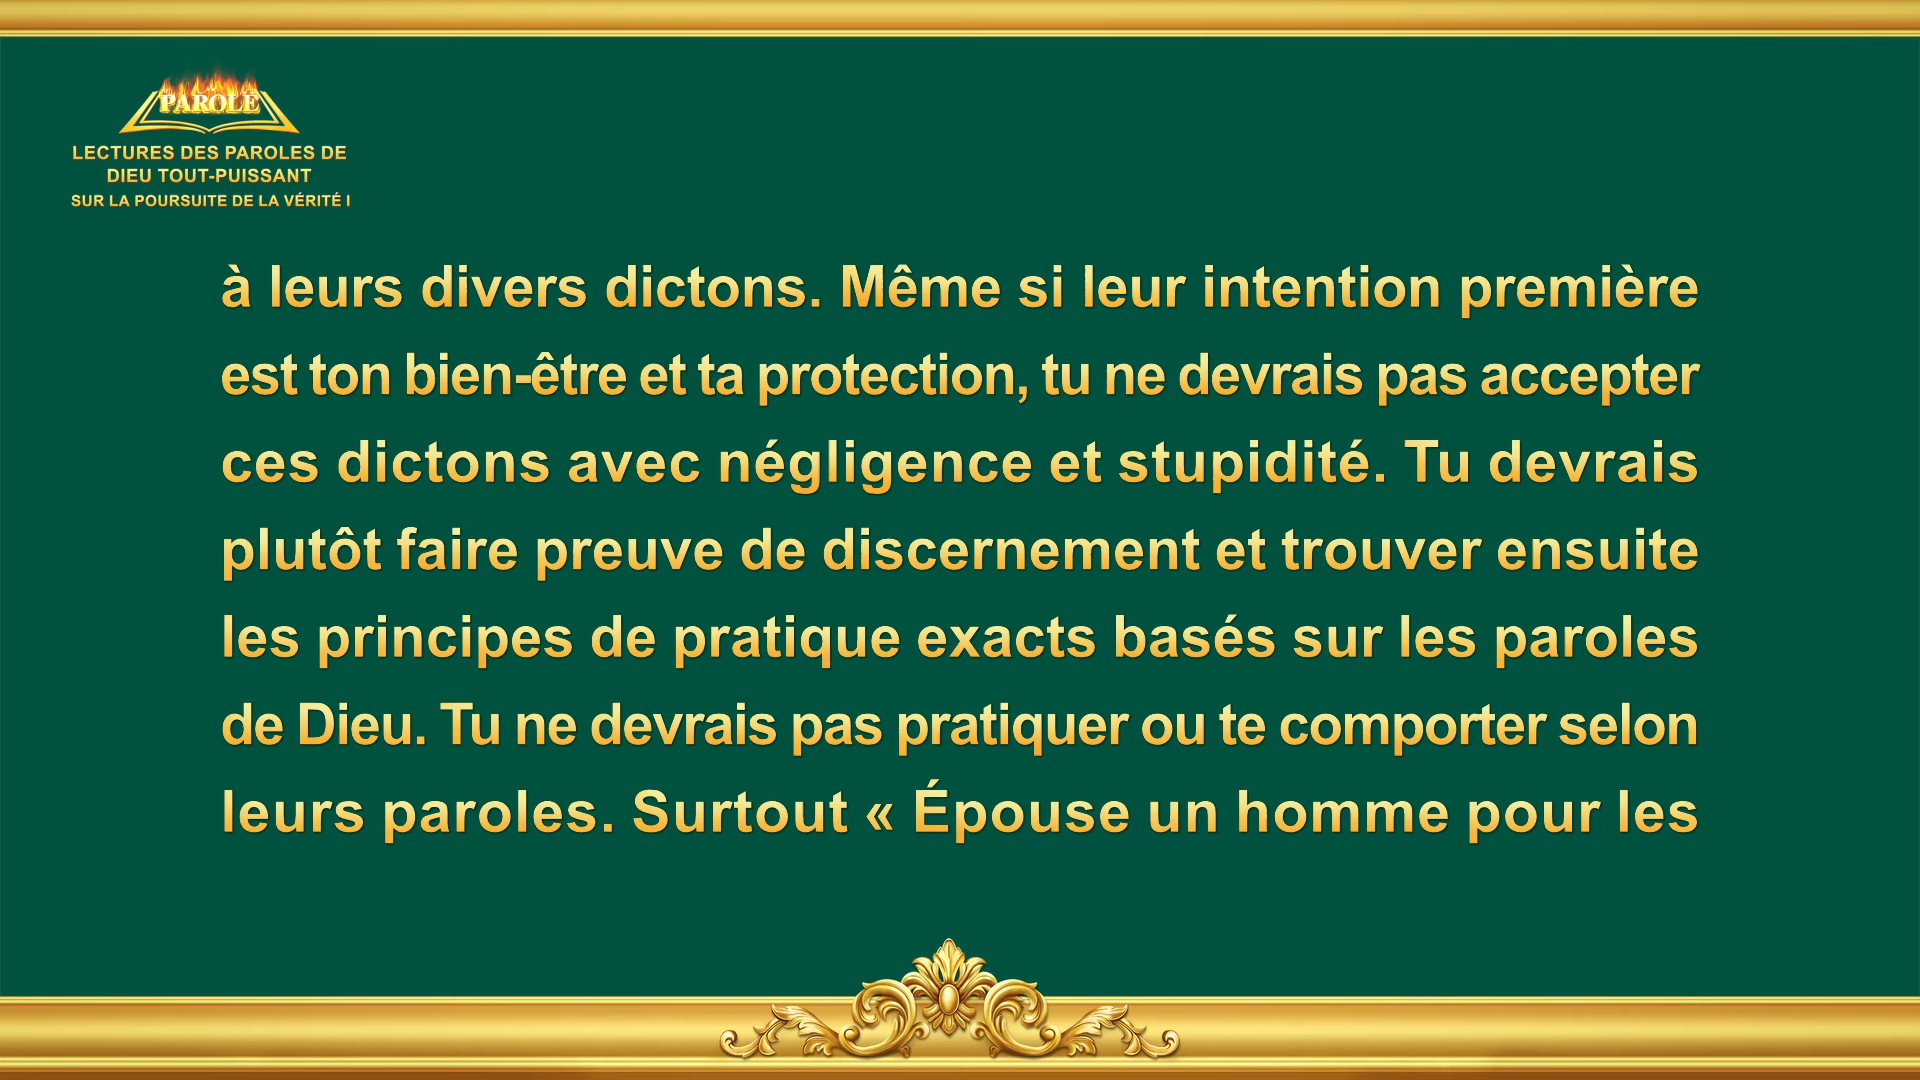 PAROLE
LECTURES DES PAROLES DE
DIEU TOUT-PUISSANT
SUR LA POURSUITE DE LA VÉRITÉ I
à leurs divers dictons. Même si leur intention première
est ton bien-être et ta protection, tu ne devrais pas accepter
ces dictons avec négligence et stupidité. Tu devrais
plutôt faire preuve de discernement et trouver ensuite
les principes de pratique exacts basés sur les paroles
de Dieu. Tu ne devrais pas pratiquer ou te comporter selon
leurs paroles. Surtout « Épouse un homme pour les